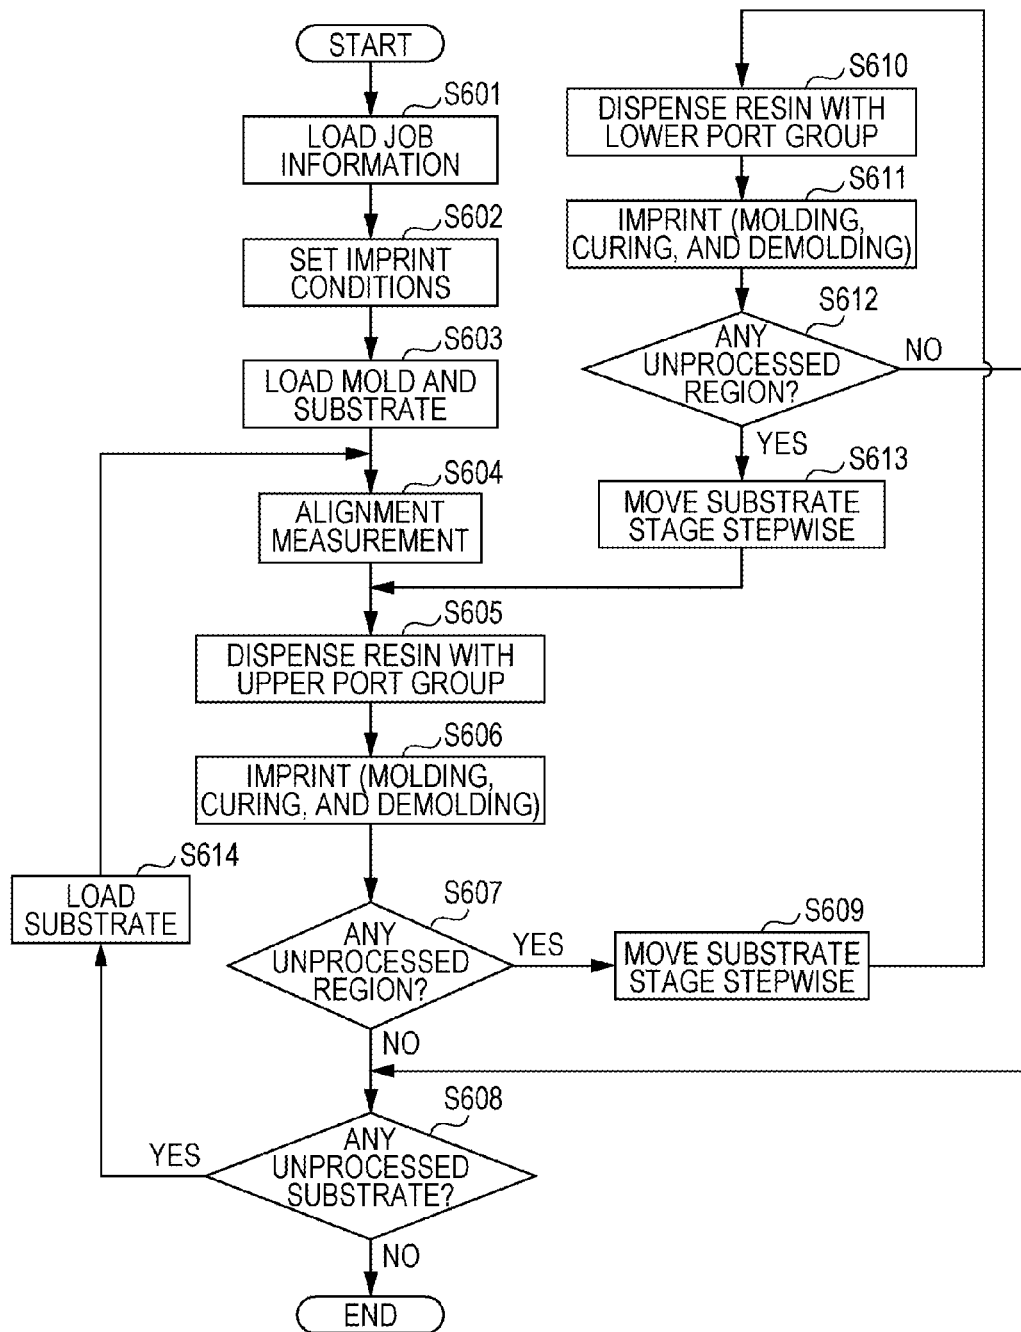 START
S601
LOAD JOB
INFORMATION
S602
SET IMPRINT
CONDITIONS
S603
LOAD MOLD AND
SUBSTRATE
S604
ALIGNMENT
MEASUREMENT
S605
DISPENSE RESIN WITH
UPPER PORT GROUP
S606
IMPRINT (MOLDING,
CURING, AND DEMOLDING)
S607
ANY
UNPROCESSED
REGION?
YES
NO
S608
ANY
UNPROCESSED
SUBSTRATE?
YES
NO
END
S609
MOVE SUBSTRATE
STAGE STEPWISE
S610
DISPENSE RESIN WITH
LOWER PORT GROUP
S611
IMPRINT (MOLDING,
CURING, AND DEMOLDING)
S612
ANY
UNPROCESSED
REGION?
NO
YES
S613
MOVE SUBSTRATE
STAGE STEPWISE
S614
LOAD
SUBSTRATE